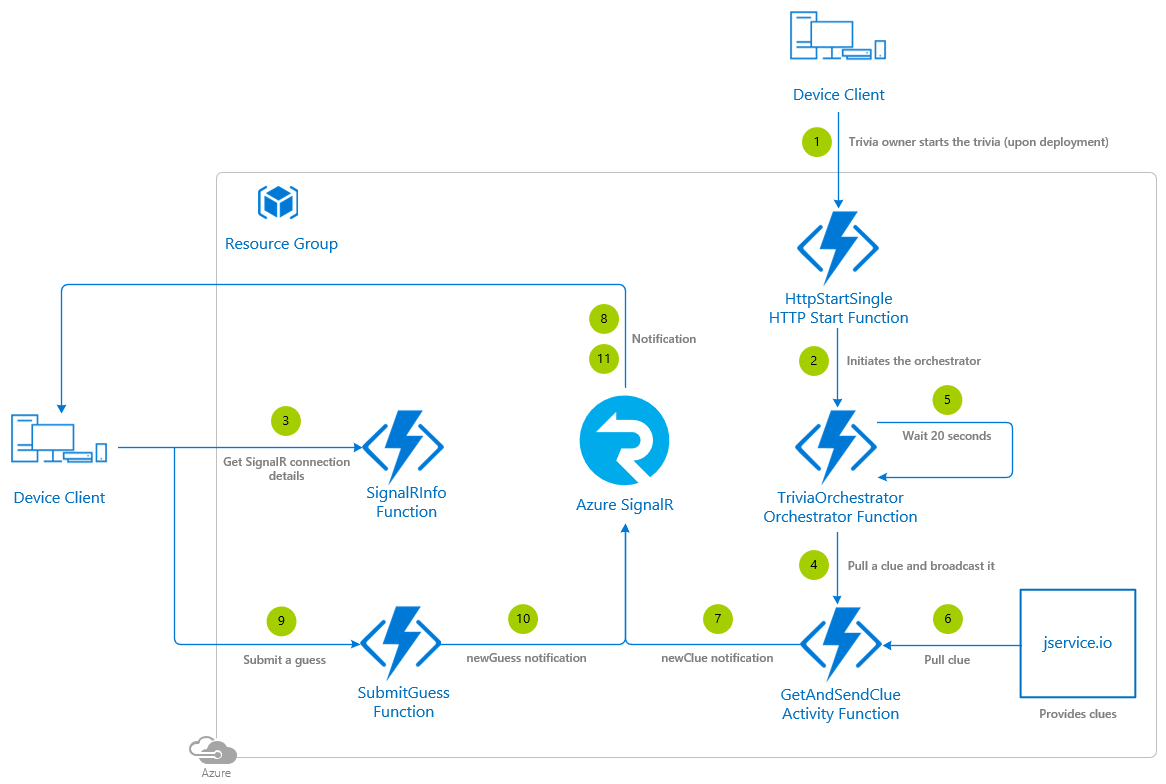 Device Client
1
Trivia owner starts the trivia (upon deployment)
Resource Group
HttpStartSingle
HTTP Start Function
8
Notification
11
2
Initiates the orchestrator
3
Get SignalR connection
details
5
Wait 20 seconds
Device Client
SignalRInfo
Function
Azure SignalR
TriviaOrchestrator
Orchestrator Function
4
Pull a clue and broadcast it
9
Submit a guess
10
newGuess notification
7
newClue notification
6
Pull clue
jservice.io
Provides clues
SubmitGuess
Function
GetAndSendClue
Activity Function
Azure